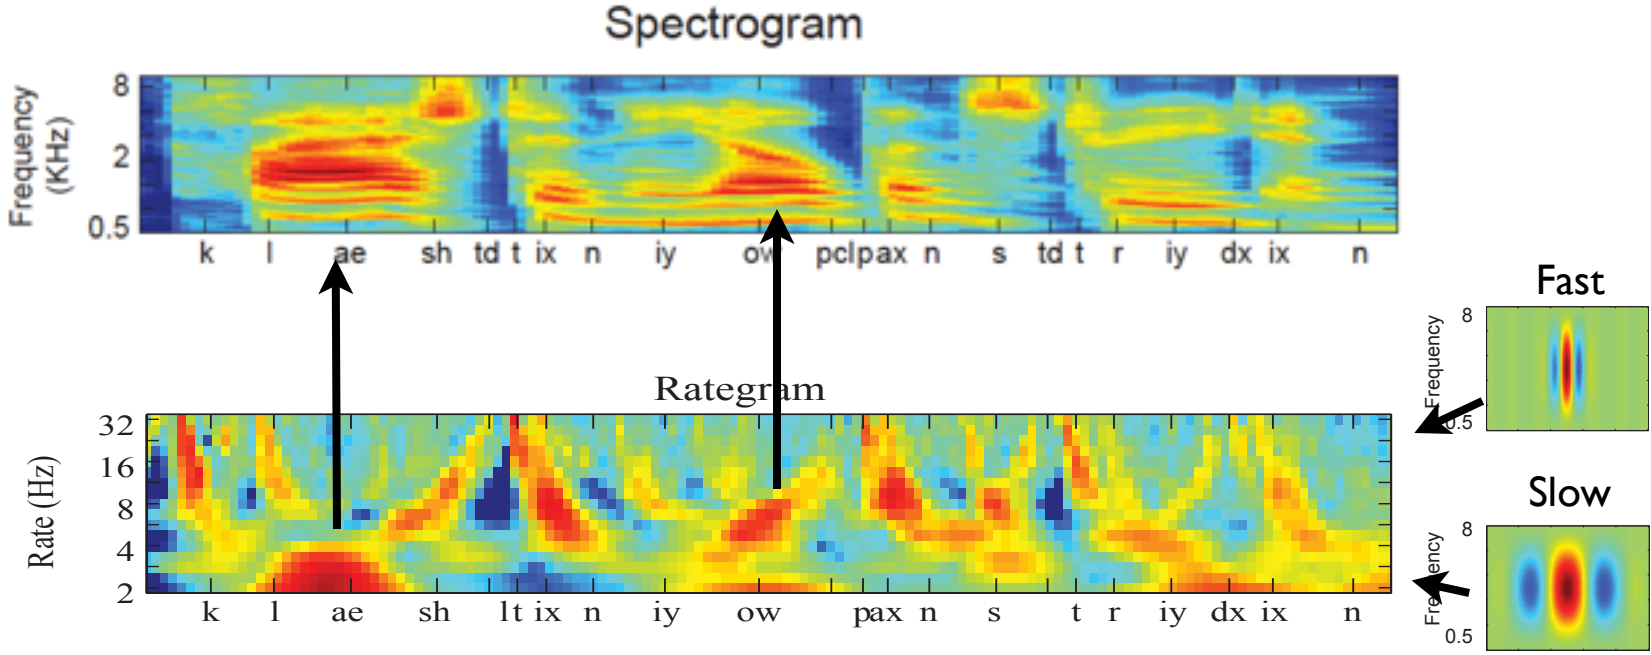 Spectrogram
Frequency
(KHz)
8
2
0.5
k l ae sh td t ix n iy ow pclpax n s td t r iy dx ix n
Rategram
Rate (Hz)
32
16
8
4
2
k l ae sh lt ix n iy ow pax n s t r iy dx ix n
Fast
Frequency
8
0.5
Slow
Frequency
8
0.5